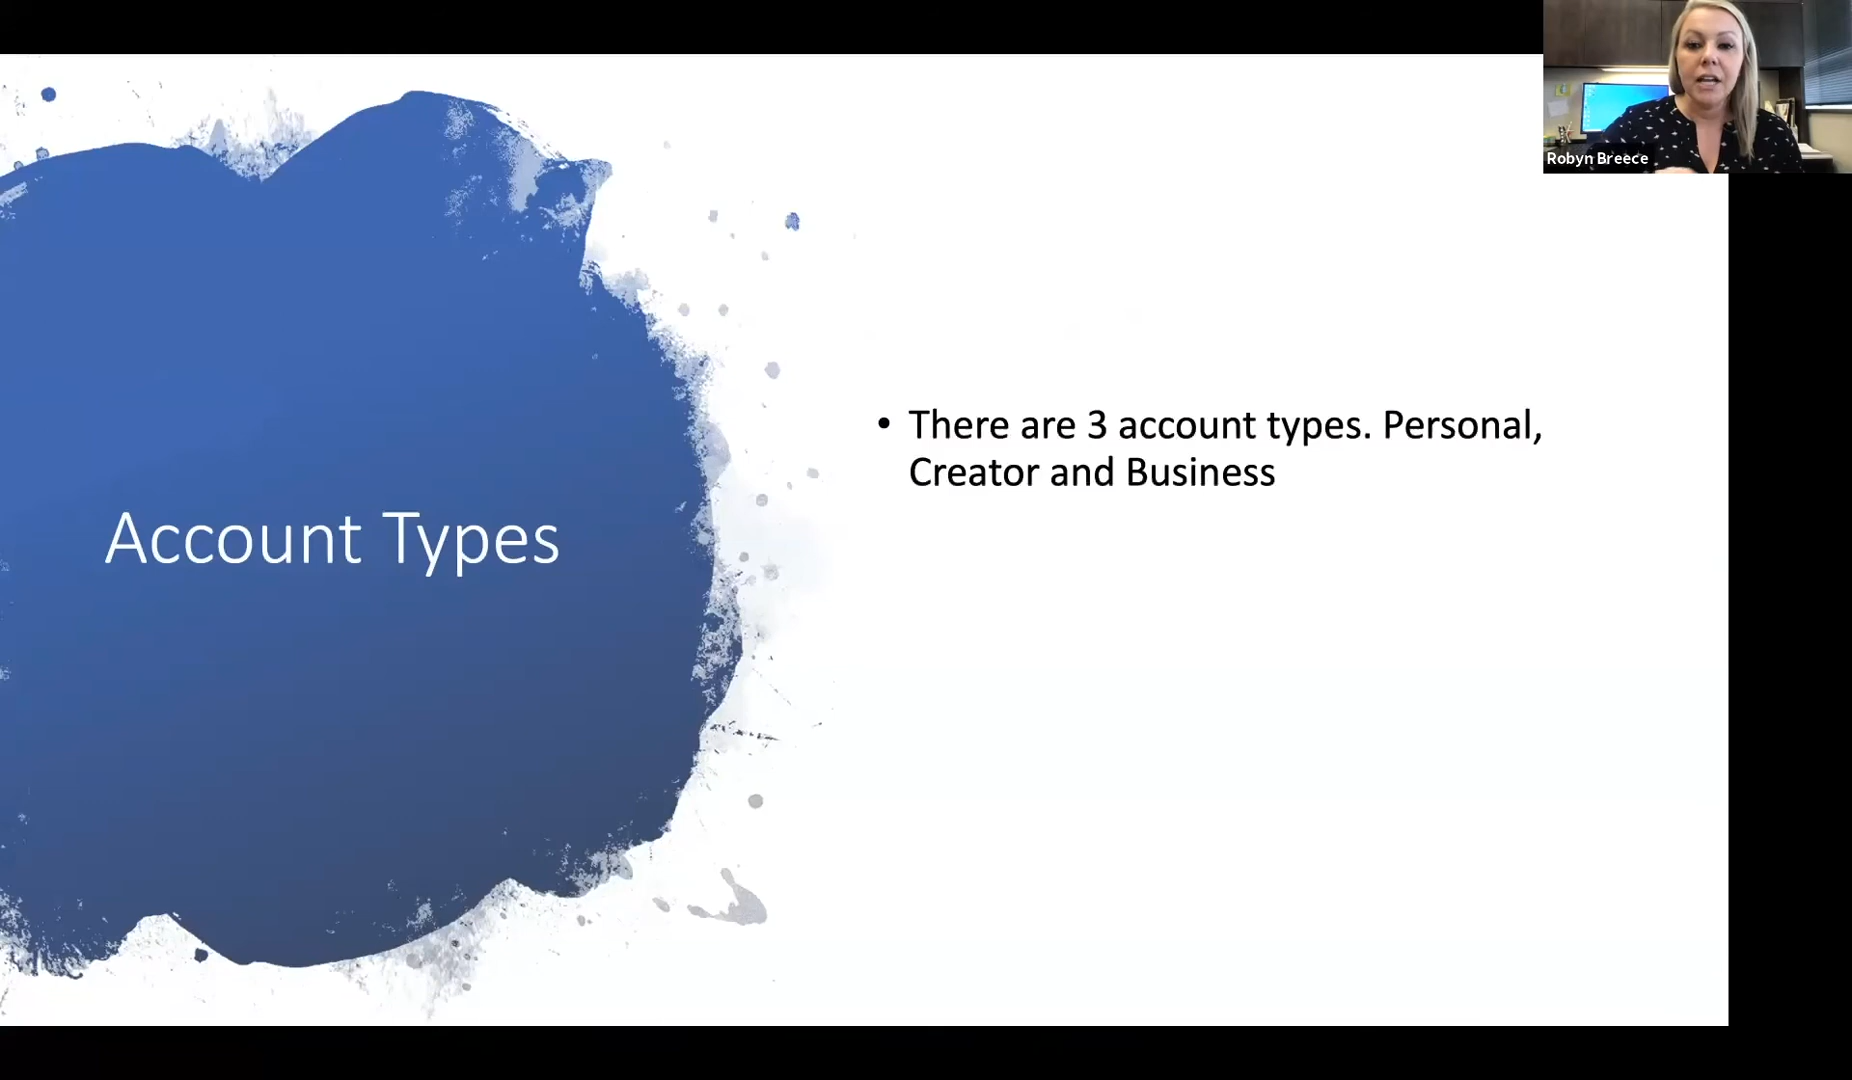 Robyn Breece
Account Types
• There are 3 account types. Personal,
Creator and Business